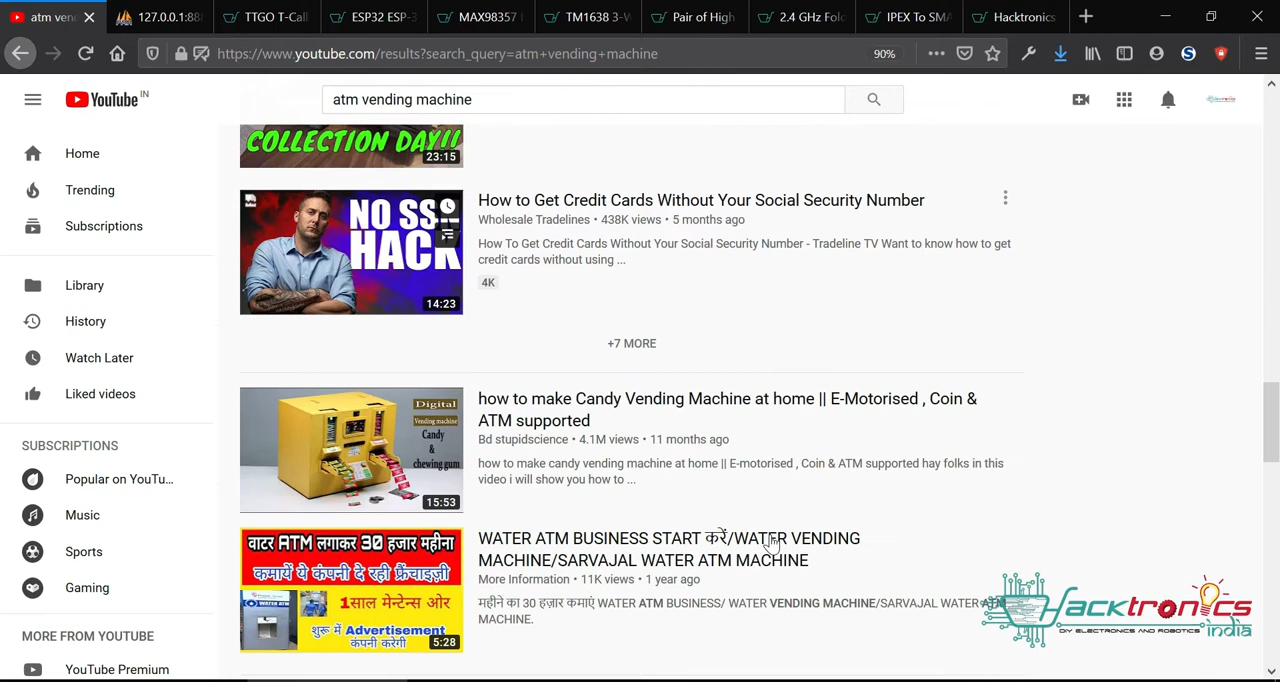 atm ven
127.0.0.1:88
TTGO T-Call
ESP32 ESP-3
MAX98357 I
TM1638 3-W
Pair of High
2.4 GHz Fol
IPEX To SMA
Hacktronics
https://www.youtube.com/results?search_query=atm+vending+machine
90%
YouTube IN
atm vending machine
Home
Trending
Subscriptions
Library
History
Watch Later
Liked videos
SUBSCRIPTIONS
Popular on YouTu...
Music
Sports
Gaming
MORE FROM YOUTUBE
YouTube Premium
COLLECTION DAY!!
23:15
NO SSN
HACK
14:23
How to Get Credit Cards Without Your Social Security Number
Wholesale Tradelines • 438K views • 5 months ago
How To Get Credit Cards Without Your Social Security Number - Tradeline TV Want to know how to get
credit cards without using ...
4K
+7 MORE
Digital
Vending machine
Candy
&
chewing gum
15:53
how to make Candy Vending Machine at home || E-Motorised , Coin &
ATM supported
Bd stupidscience • 4.1M views • 11 months ago
how to make candy vending machine at home || E-motorised , Coin & ATM supported hay folks in this
video i will show you how to ...
वाटर ATM लगाकर 30 हजार महीना
कमायें ये कंपनी दे रही फ्रैंचाइज़ी
WATER ATM
1साल मेन्टेन्स ओर
शुरू में Advertisement
कंपनी करेगी
5:28
WATER ATM BUSINESS START करें/WATER VENDING
MACHINE/SARVAJAL WATER ATM MACHINE
More Information • 11K views • 1 year ago
महीने का 30 हज़ार कमाएं WATER ATM BUSINESS/ WATER VENDING MACHINE/SARVAJAL WATER ATM
MACHINE.
Hacktronics
india
DIY ELECTRONICS AND ROBOTICS